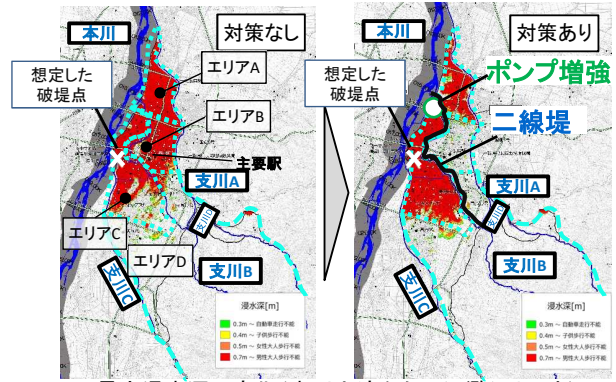 本川
対策なし
エリアA
想定した
破堤点
エリアB
主要駅
支川A
エリアC
エリアD
支川B
支川C
浸水深[m]
0.3m ～ 自動車走行不能
0.4m ～ 子供歩行不能
0.5m ～ 女性大人歩行不能
0.7m ～ 男性大人歩行不能
本川
対策あり
ポンプ増強
想定した
破堤点
二線堤
支川A
支川B
支川C
浸水深[m]
0.3m ～ 自動車走行不能
0.4m ～ 子供歩行不能
0.5m ～ 女性大人歩行不能
0.7m ～ 男性大人歩行不能